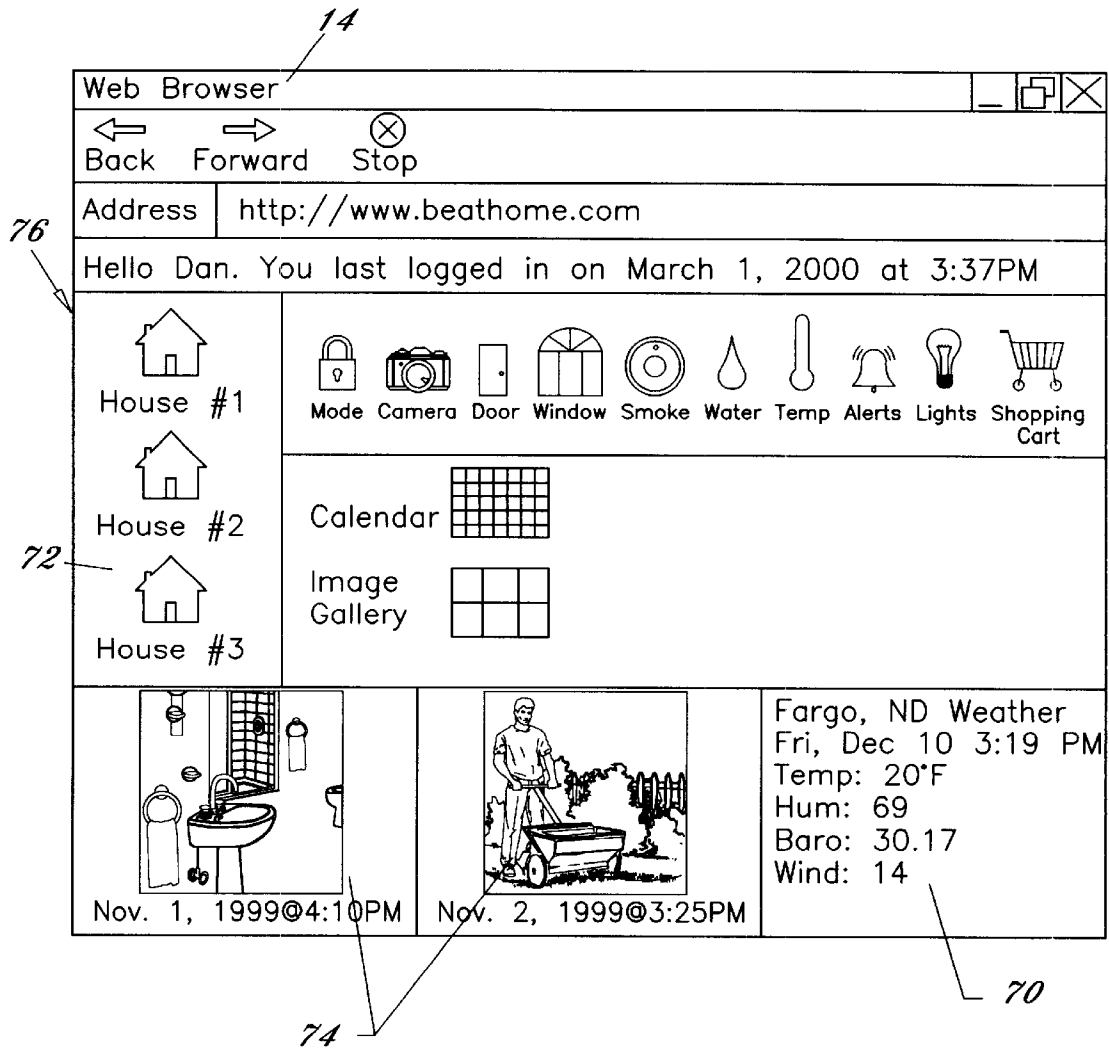 14
Web Browser
Back Forward Stop
Address http://www.beathome.com
76
Hello Dan. You last logged in on March 1, 2000 at 3:37PM
House #1
Mode Camera Door Window Smoke Water Temp Alerts Lights Shopping
Cart
House #2
Calendar
72
Image
Gallery
House #3
Nov. 1, 1999@4:10PM
Nov. 2, 1999@3:25PM
Fargo, ND Weather
Fri, Dec 10 3:19 PM
Temp: 20°F
Hum: 69
Baro: 30.17
Wind: 14
74
70